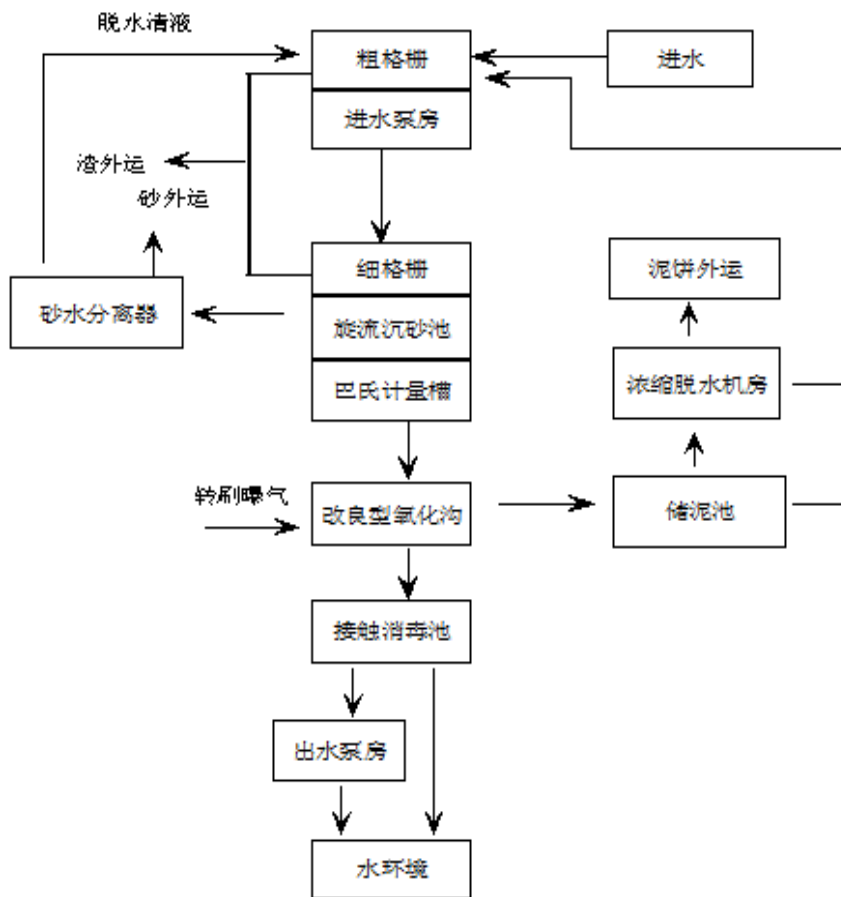 脱水清液
粗格栅
进水
进水泵房
渣外运
砂外运
细格栅
泥饼外运
砂水分离器
旋流沉砂池
浓缩脱水机房
巴氏计量槽
转刷曝气
改良型氧化沟
储泥池
接触消毒池
出水泵房
水环境